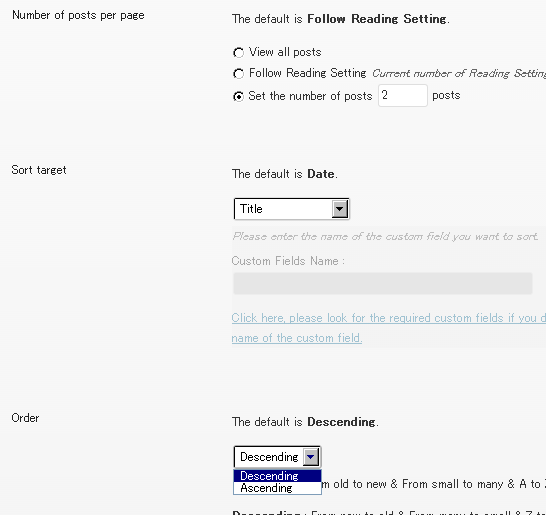 Number of posts per page
The default is Follow Reading Setting.
View all posts
Follow Reading Setting Current number of Reading Setting
Set the number of posts 2 posts
Sort target
The default is Date.
Title
Please enter the name of the custom field you want to sort.
Custom Fields Name :
Click here, please look for the required custom fields if you d
name of the custom field.
Order
The default is Descending.
Descending
Descending
Ascending
m old to new & From small to many & A to Z
Descending : From new to old & From many to small & Z to